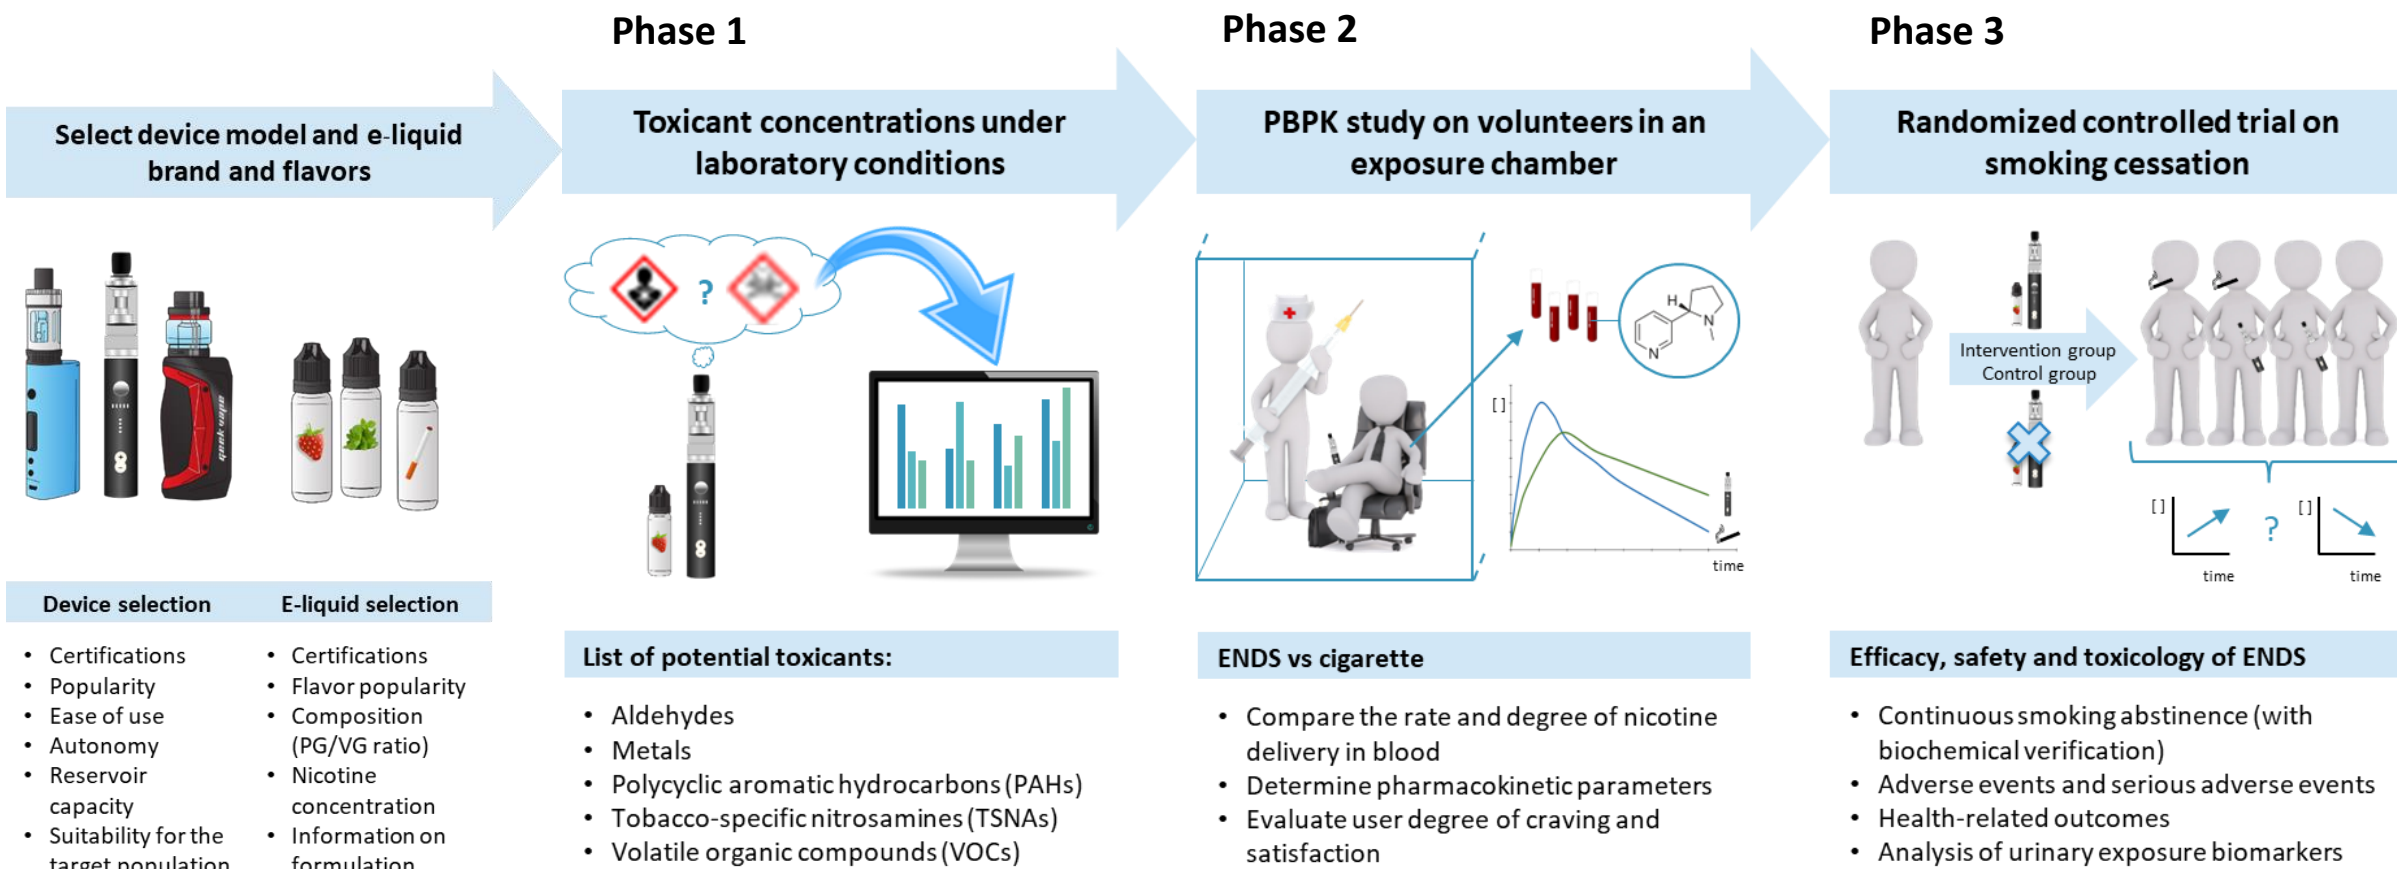 Phase 1
Phase 2
Phase 3
Select device model and e-liquid
brand and flavors
Toxicant concentrations under
laboratory conditions
PBPK study on volunteers in an
exposure chamber
Randomized controlled trial on
smoking cessation
?
H
N
N
[ ]
time
Intervention group
Control group
[ ]
time
?
[ ]
time
Device selection
• Certifications
• Popularity
• Ease of use
• Autonomy
• Reservoir
capacity
• Suitability for the
target population
E-liquid selection
• Certifications
• Flavor popularity
• Composition
(PG/VG ratio)
• Nicotine
concentration
• Information on
formulation
List of potential toxicants:
• Aldehydes
• Metals
• Polycyclic aromatic hydrocarbons (PAHs)
• Tobacco-specific nitrosamines (TSNAs)
• Volatile organic compounds (VOCs)
ENDS vs cigarette
• Compare the rate and degree of nicotine
delivery in blood
• Determine pharmacokinetic parameters
• Evaluate user degree of craving and
satisfaction
Efficacy, safety and toxicology of ENDS
• Continuous smoking abstinence (with
biochemical verification)
• Adverse events and serious adverse events
• Health-related outcomes
• Analysis of urinary exposure biomarkers